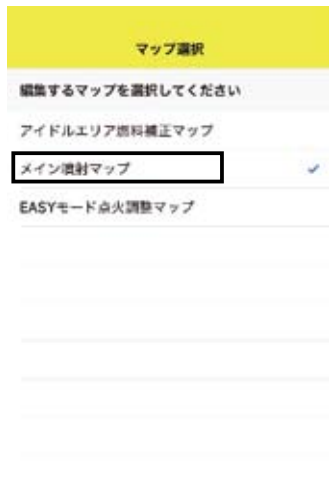 マップ選択
編集するマップを選択してください
アイドルエリア燃料補正マップ
メイン噴射マップ
EASYモード点火調整マップ